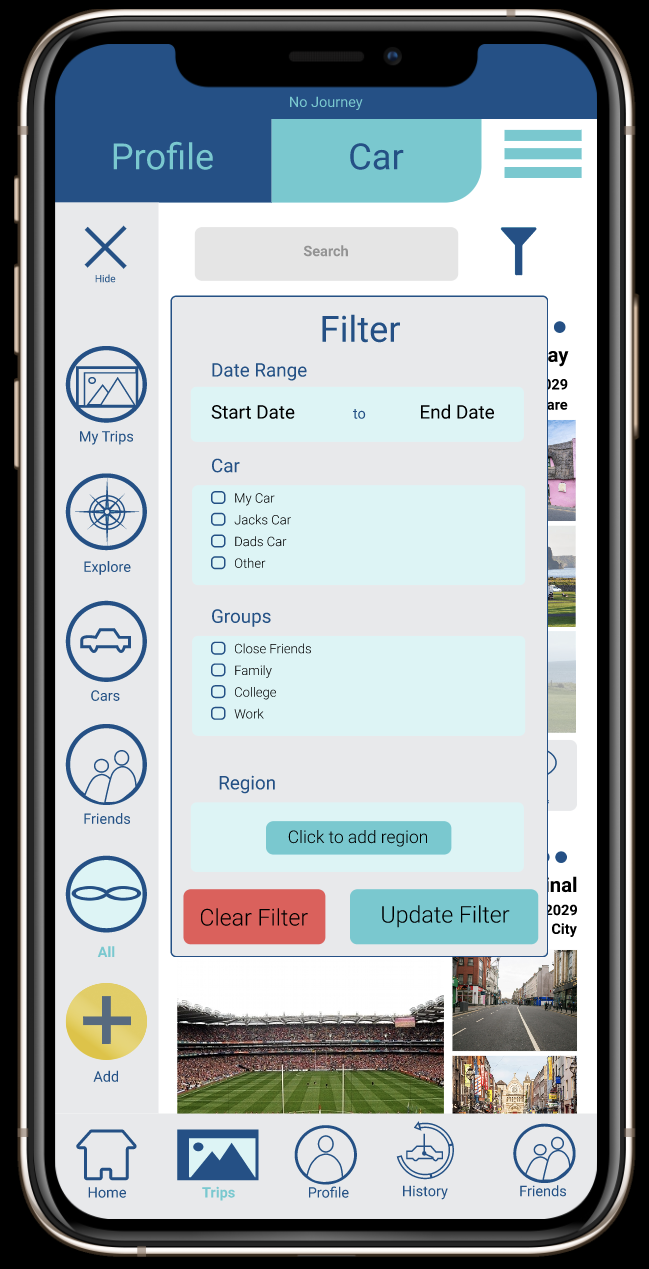 No Journey
Profile
Car
Hide
Search
Filter
Date Range
Start Date to End Date
Car
My Car
Jacks Car
Dads Car
Other
Groups
Close Friends
Family
College
Work
Region
Click to add region
Clear Filter
Update Filter
My Trips
Explore
Cars
Friends
All
Add
ay
029
are
inal
2029
City
Home
Trips
Profile
History
Friends